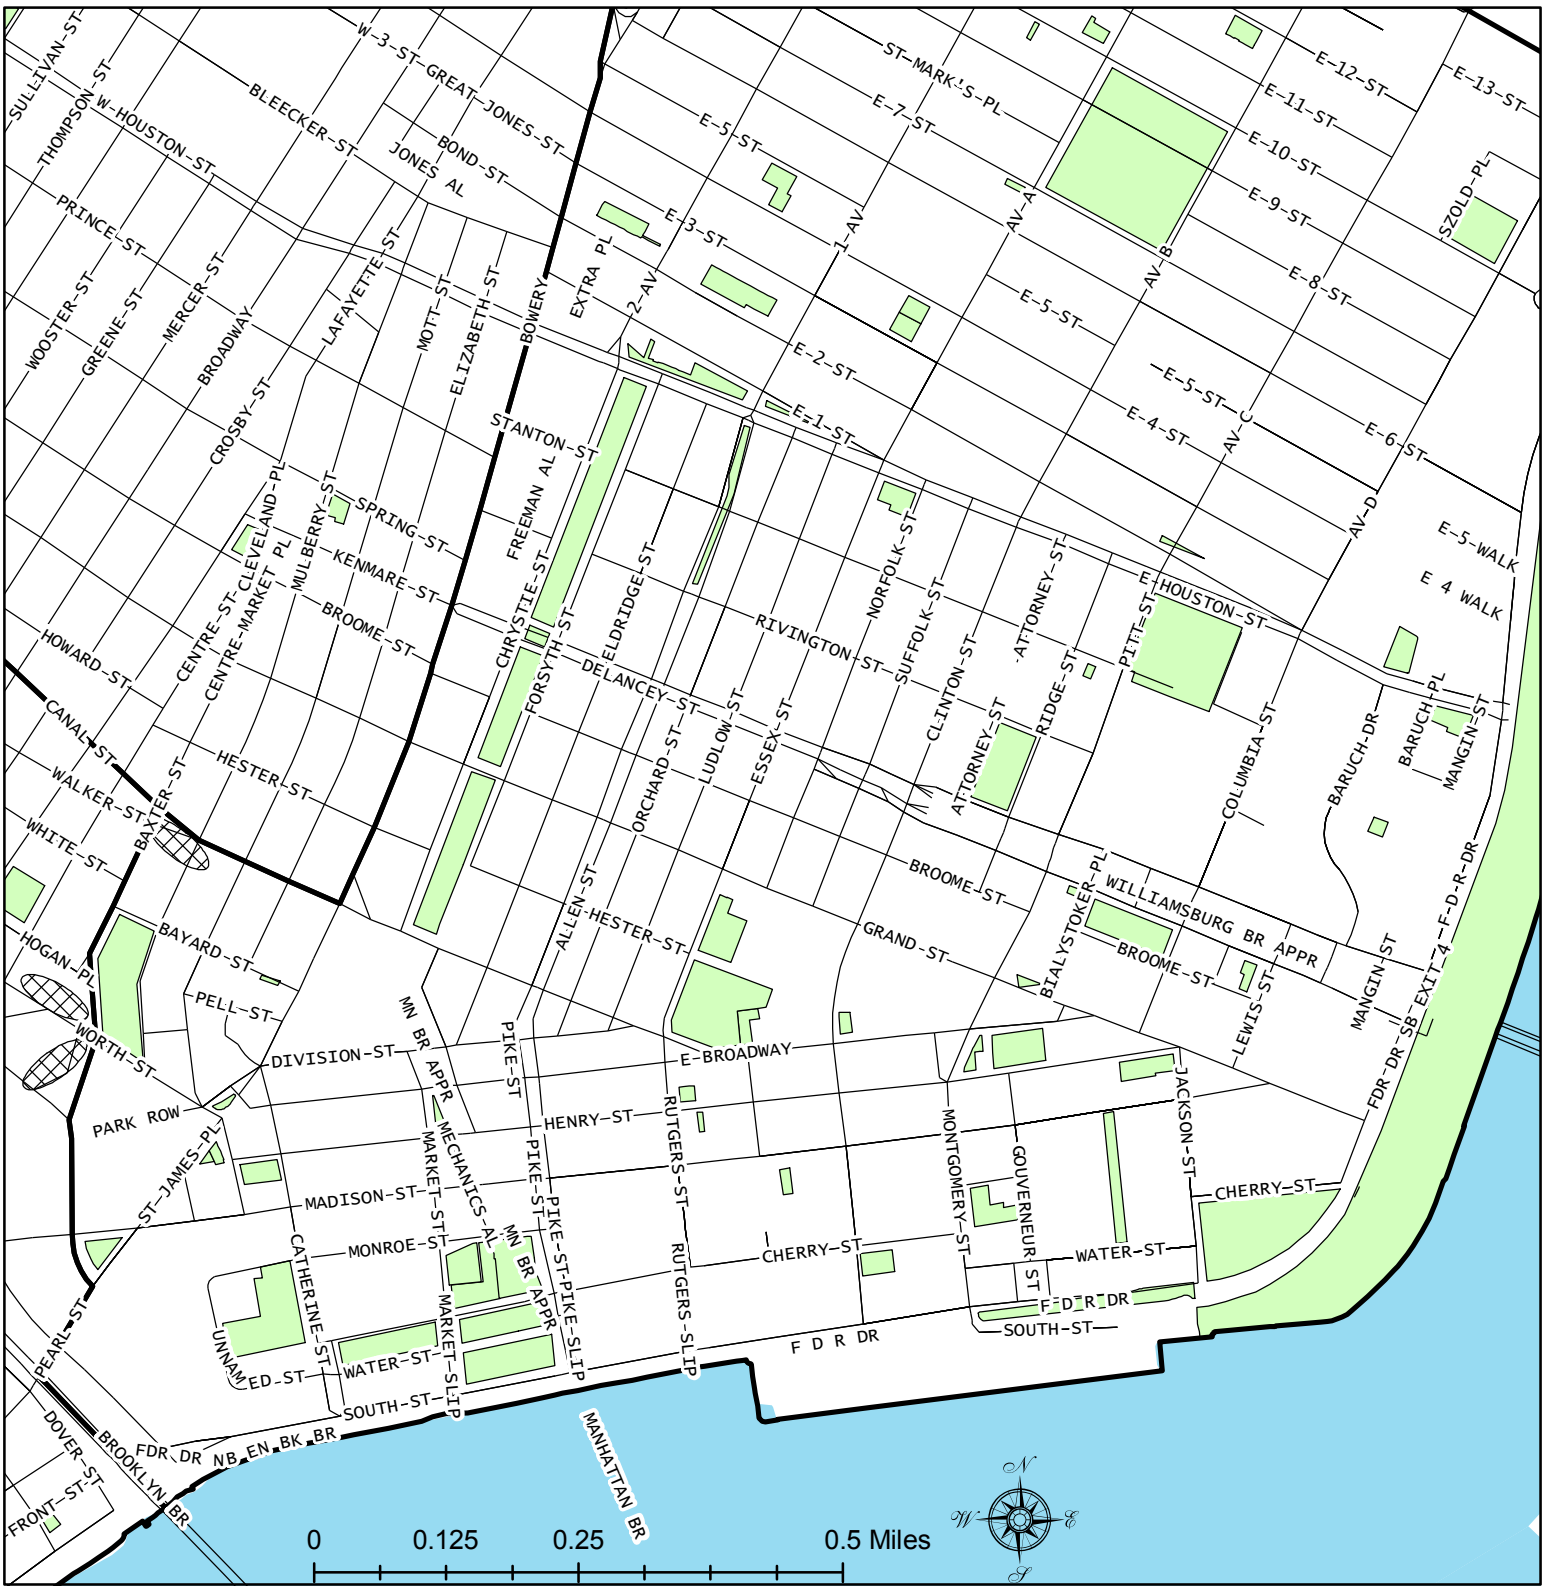 SULLIVAN-ST
THOMPSON-ST
W-HOUSTON-ST
W-3-ST-GREAT-JONES-ST
BLEECKER-ST
BOND-ST
JONES AL
PRINCE-ST
ST-MARK'S-PL
E-7-ST
E-5-ST
E-12-ST
E-13-ST
E-11-ST
E-10-ST
E-9-ST
SZOLD-PL
E-3-ST
1-AV
AV-A
AV-B
E-8-ST
E-5-ST
EXTRA PL
2-AV
WOOSTER-ST
GREENE-ST
MERCER-ST
BROADWAY
LAFAYETTE-ST
MOTT-ST
ELIZABETH-ST
BOWERY
CROSBY-ST
E-2-ST
E-1-ST
E-5-ST-C
E-4-ST
AV-C
E-6-ST
STANTON-ST
FREEMAN AL
CLEVELAND-PL
MULBERRY-ST
SPRING-ST
KENMARE-ST
BROOME-ST
AV-D
E-5-WALK
E 4 WALK
E-HOUSTON-ST
HOWARD-ST
CENTRE-ST
CENTRE-MARKET PL
CHRYSTIE-ST
FORSYTH-ST
ELDRIDGE-ST
RIVINGTON-ST
NORFOLK-ST
SUFFOLK-ST
ATTORNEY-ST
PITT-ST
DELANCEY-ST
CLINTON-ST
RIDGE-ST
ATTORNEY-ST
CANAL-ST
WALKER-ST
WHITE-ST
BAXTER-ST
HESTER-ST
ORCHARD-ST
LUDLOW-ST
ESSEX-ST
COLUMBIA-ST
BARUCH-DR
BARUCH-PL
MANGIN-ST
BROOME-ST
WILLIAMSBURG BR APPR
BIALYSTOKER-PL
ALLEN-ST
HESTER-ST
GRAND-ST
BROOME-ST
LEWIS-ST
MANGIN-ST
FDR-DR-SB-EXIT-4-F-D-R-DR
HOGAN-PL
BAYARD-ST
PELL-ST
WORTH-ST
DIVISION-ST
MN BR APPR
PIKE-ST
E-BROADWAY
HENRY-ST
PARK ROW
ST-JAMES-PL
MADISON-ST
MONROE-ST
MARKET-ST
MECHANICS-AL
MN BR APPR
PIKE-ST
PIKE-ST-PIKE-SLIP
RUTGERS-ST
RUTGERS-SLIP
CHERRY-ST
MONTGOMERY-ST
GOUVERNEUR ST
JACKSON-ST
CHERRY-ST
WATER-ST
F-D R DR
SOUTH-ST
F D R DR
CATHERINE-ST
MARKET-SLIP
WATER-ST
UNNAMED-ST
SOUTH-ST
PEARL-ST
DOVER-ST
FRONT-ST
BROOKLYN BR
FDR DR NB EN BK BR
MANHATTAN BR
N
W
E
S
0 0.125 0.25 0.5 Miles